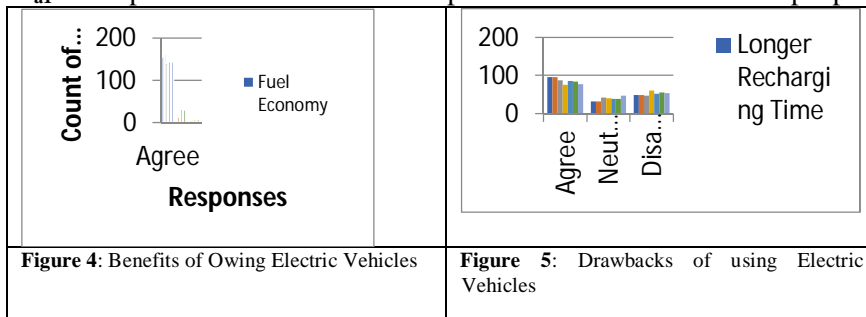 200
100
0
Count of...
Agree
Responses
Fuel
Economy
200
100
0
Agree
Neut...
Disa...
Longer
Rechargi
ng Time
Figure 4: Benefits of Owing Electric Vehicles
Figure 5: Drawbacks of using Electric
Vehicles